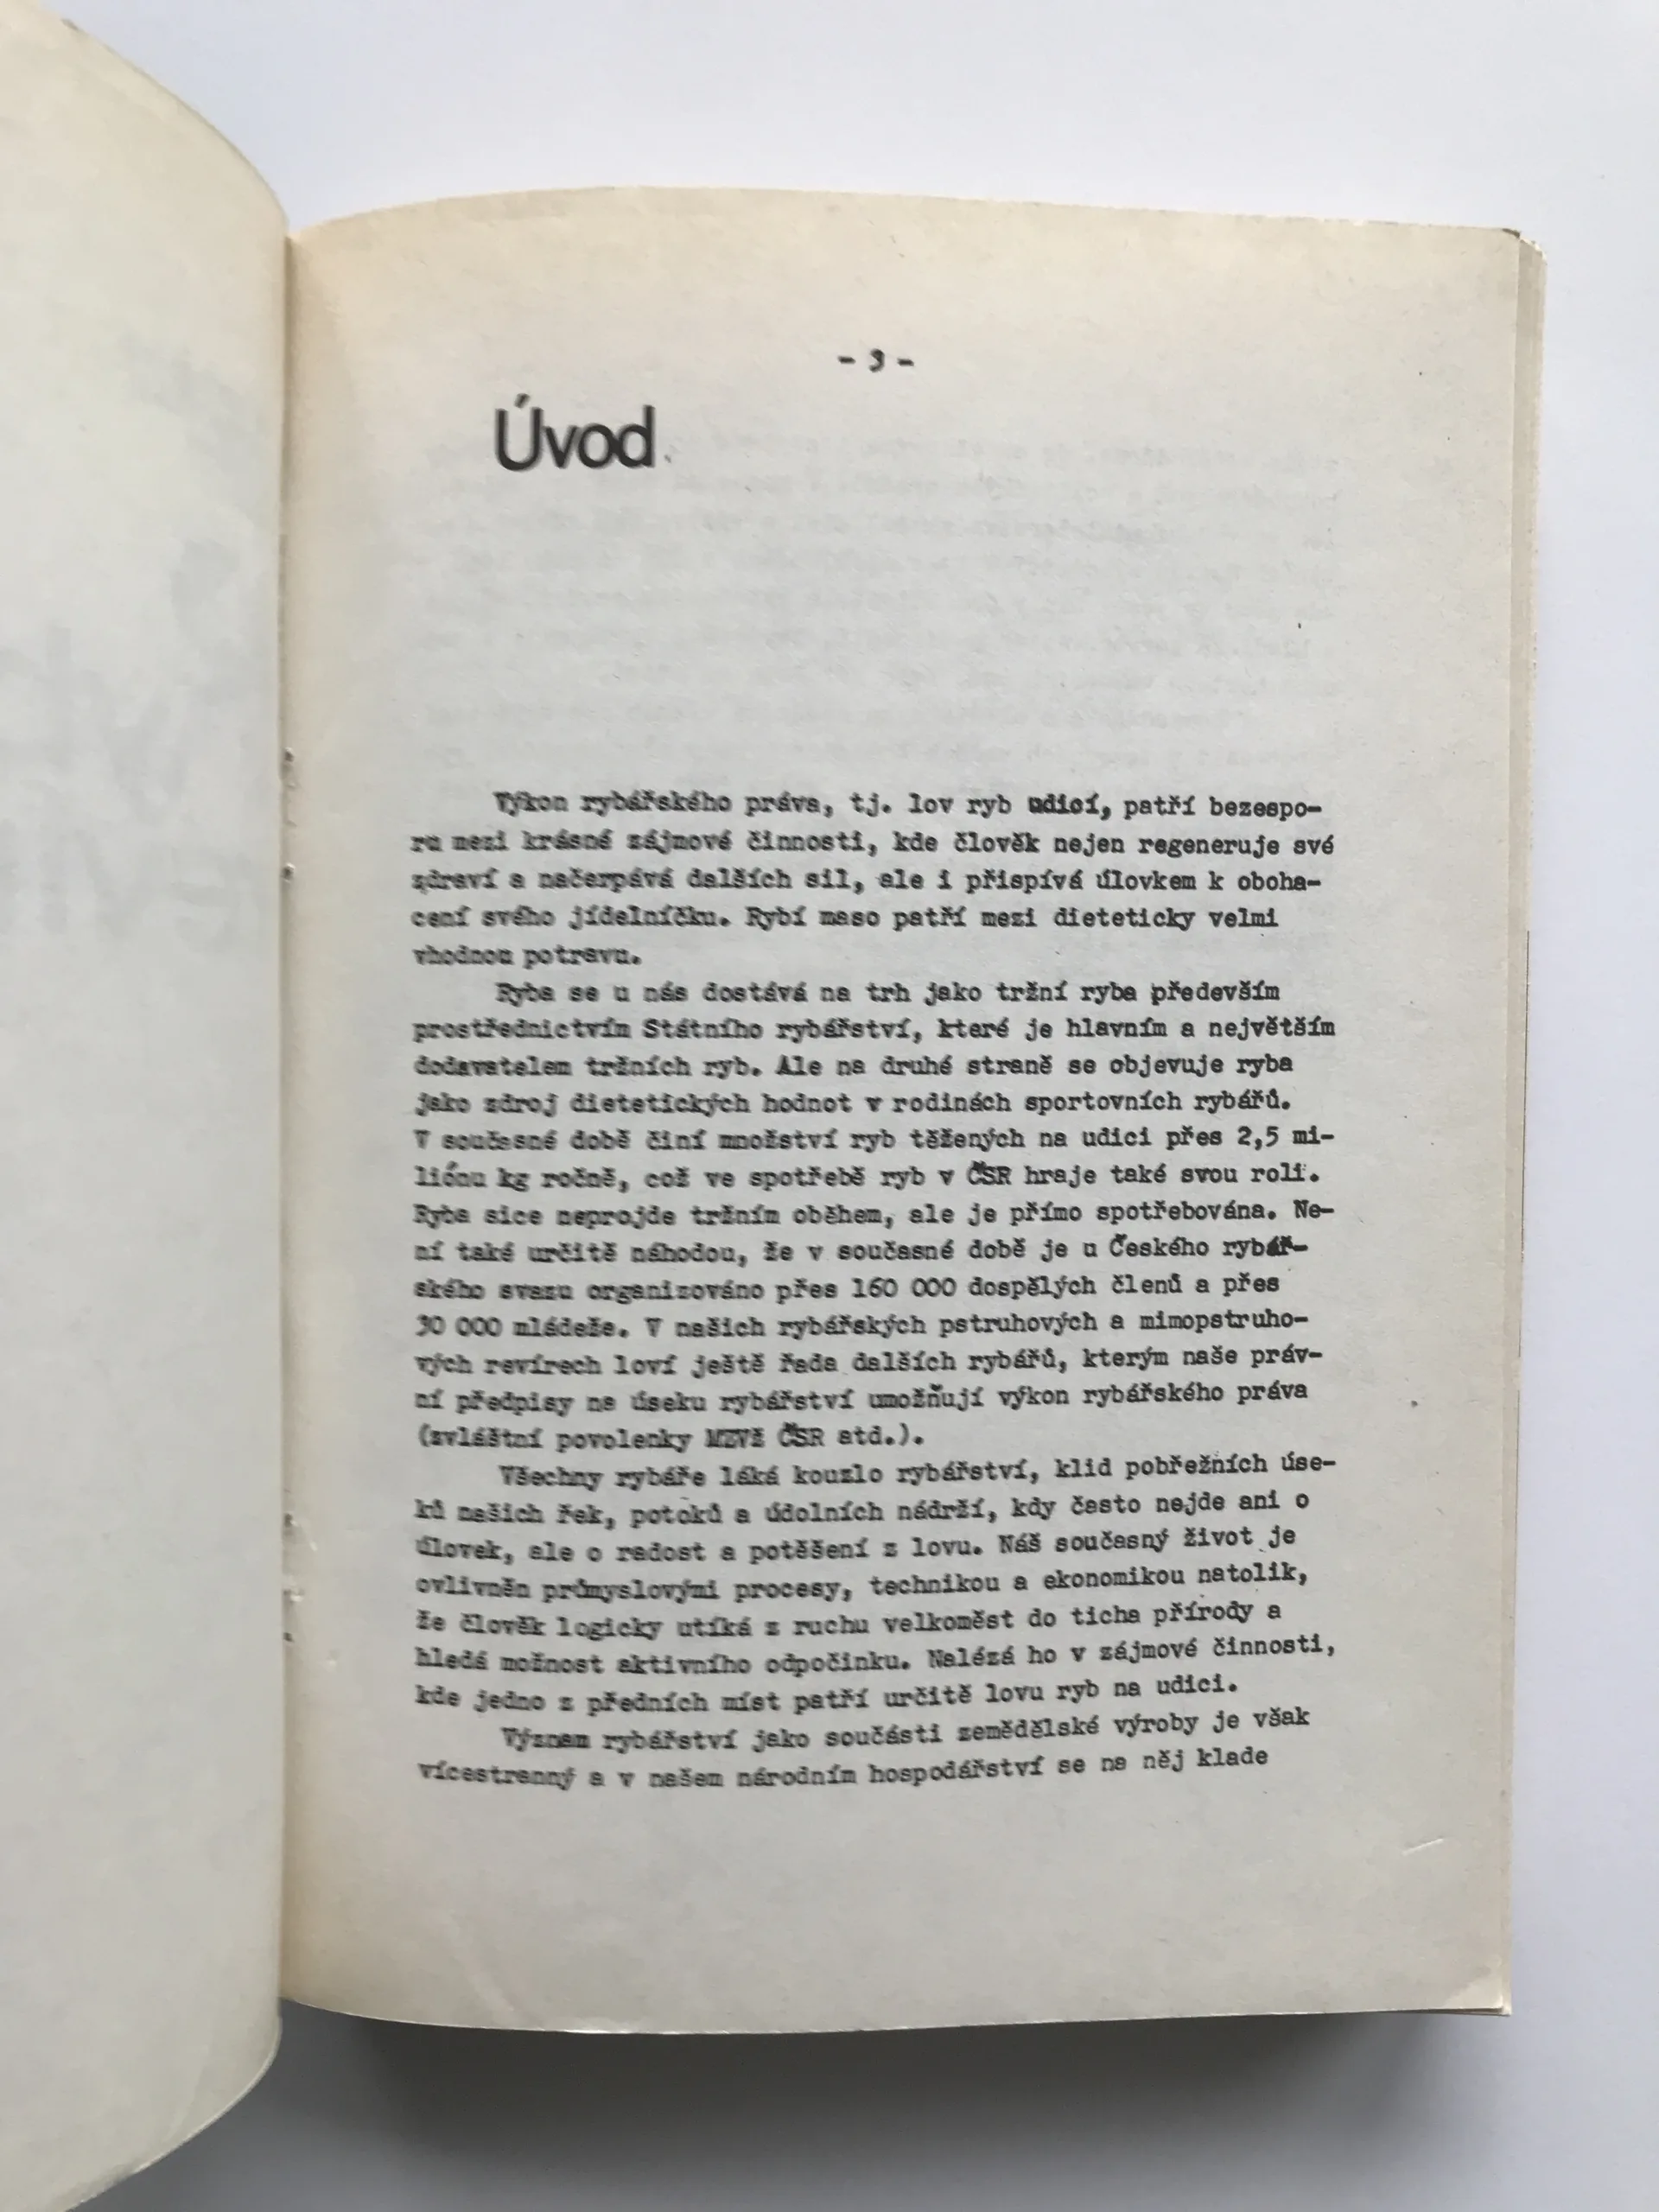 - 3 -
Úvod
Výkon rybářského práva, tj. lov ryb udicí, patří bezespo-
ru mezi krásné zájmové činnosti, kde člověk nejen regeneruje své
zdraví a načerpává dalších sil, ale i přispívá úlovkem k oboha-
cení svého jídelníčku. Rybí maso patří mezi dieteticky velmi
vhodnou potravu.
Ryba se u nás dostává na trh jako tržní ryba především
prostřednictvím Státního rybářství, které je hlavním a největším
dodavatelem tržních ryb. Ale na druhé straně se objevuje ryba
jako zdroj dietetických hodnot v rodinách sportovních rybářů.
V současné době činí množství ryb těžených na udici přes 2,5 mi-
liónu kg ročně, což ve spotřebě ryb v ČSR hraje také svou roli.
Ryba sice neprojde tržním oběhem, ale je přímo spotřebována. Ne-
ní také určitě náhodou, že v současné době je u Českého rybář-
ského svazu organizováno přes 160 000 dospělých členů a přes
30 000 mládeže. V našich rybářských pstruhových a mimopstruho-
vých revírech loví ještě řada dalších rybářů, kterým naše práv-
ní předpisy na úseku rybářství umožňují výkon rybářského práva
(zvláštní povolenky MZVž ČSR atd.).
Všechny rybáře láká kouzlo rybářství, klid pobřežních úse-
ků našich řek, potoků a údolních nádrží, kdy často nejde ani o
úlovek, ale o radost a potěšení z lovu. Náš současný život je
ovlivněn průmyslovými procesy, technikou a ekonomikou natolik,
že člověk logicky utíká z ruchu velkoměst do ticha přírody a
hledá možnost aktivního odpočinku. Nalézá ho v zájmové činnosti,
kde jedno z předních míst patří určitě lovu ryb na udici.
Význam rybářství jako součásti zemědělské výroby je však
vícestranný a v našem národním hospodářství se na něj klade